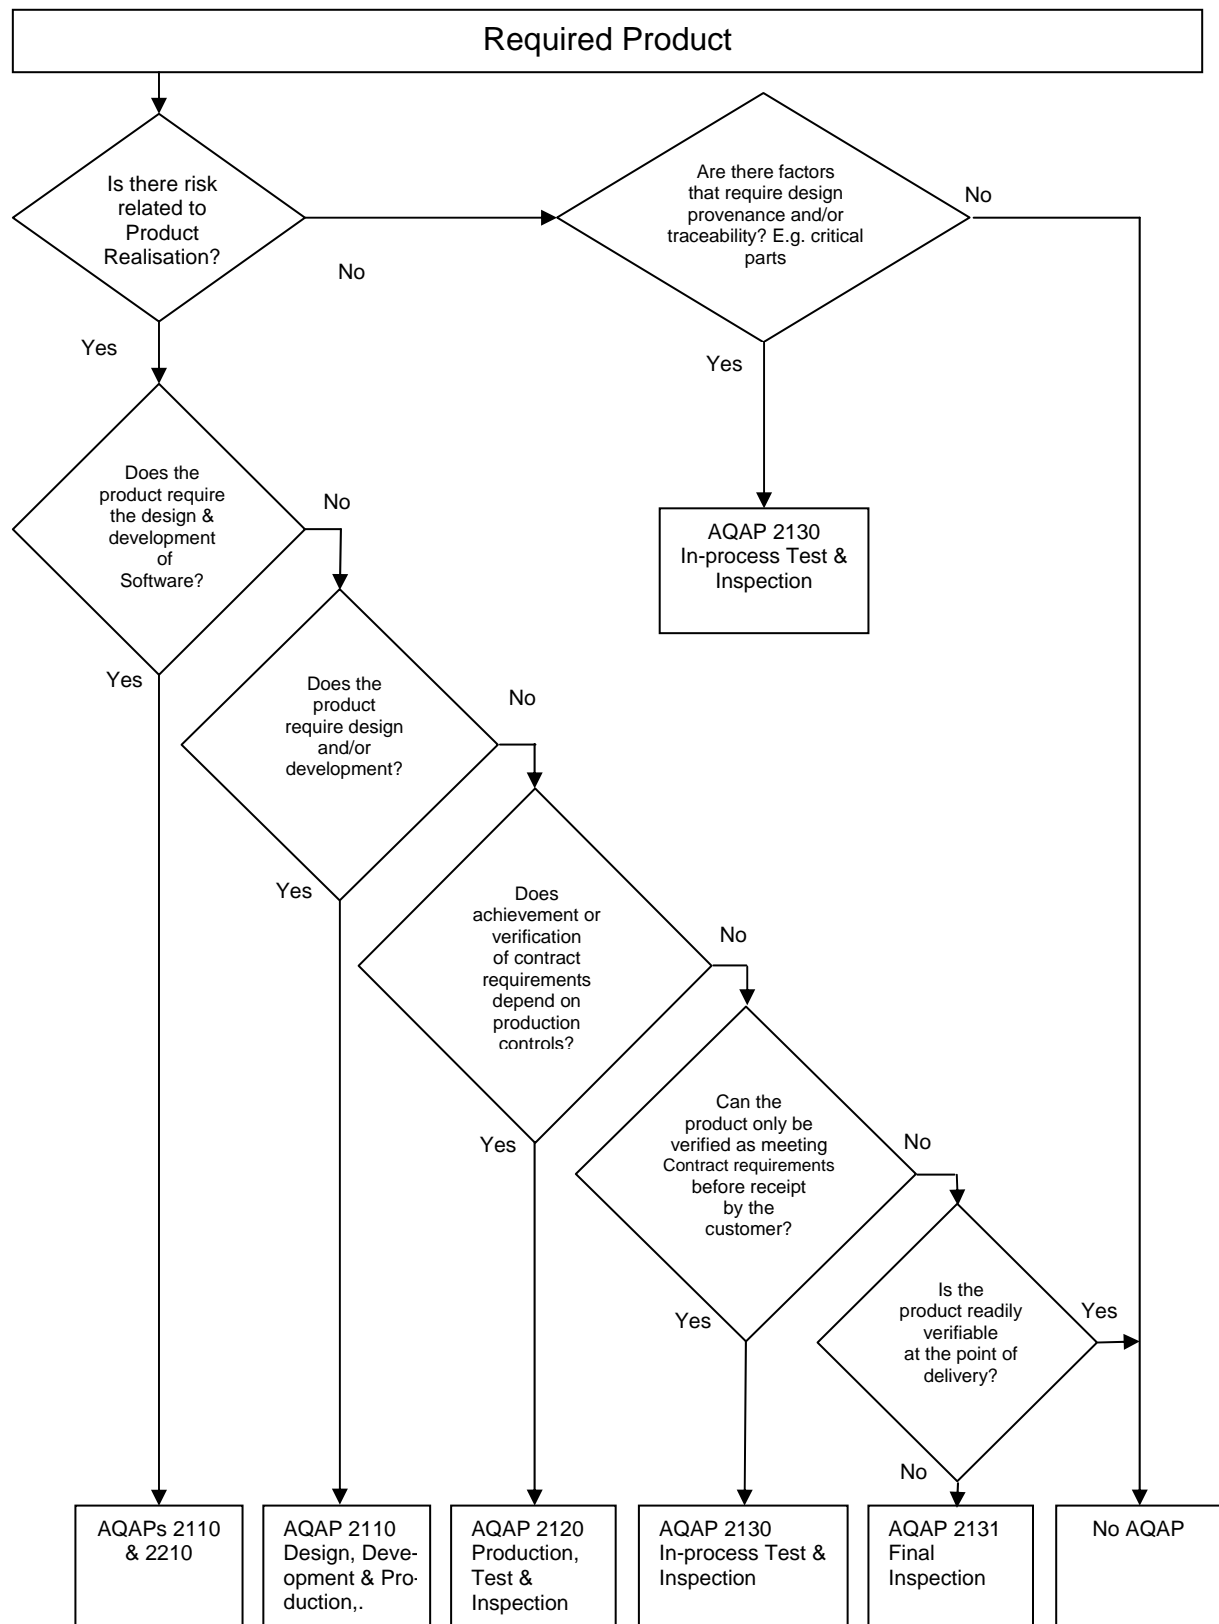 Required Product
Is there risk
related to
Product
Realisation?
No
Are there factors
that require design
provenance and/or
traceability? E.g. critical
parts
No
Yes
AQAP 2130
In-process Test &
Inspection
Yes
Does the
product require
the design &
development
of
Software?
No
Yes
Does the
product
require design
and/or
development?
No
Yes
Does
achievement or
verification
of contract
requirements
depend on
production
controls?
No
Yes
Can the
product only be
verified as meeting
Contract requirements
before receipt
by the
customer?
No
Yes
Is the
product readily
verifiable
at the point of
delivery?
Yes
No
AQAPs 2110
& 2210
AQAP 2110
Design, Deve-
opment & Pro-
duction,.
AQAP 2120
Production,
Test &
Inspection
AQAP 2130
In-process Test &
Inspection
AQAP 2131
Final
Inspection
No AQAP